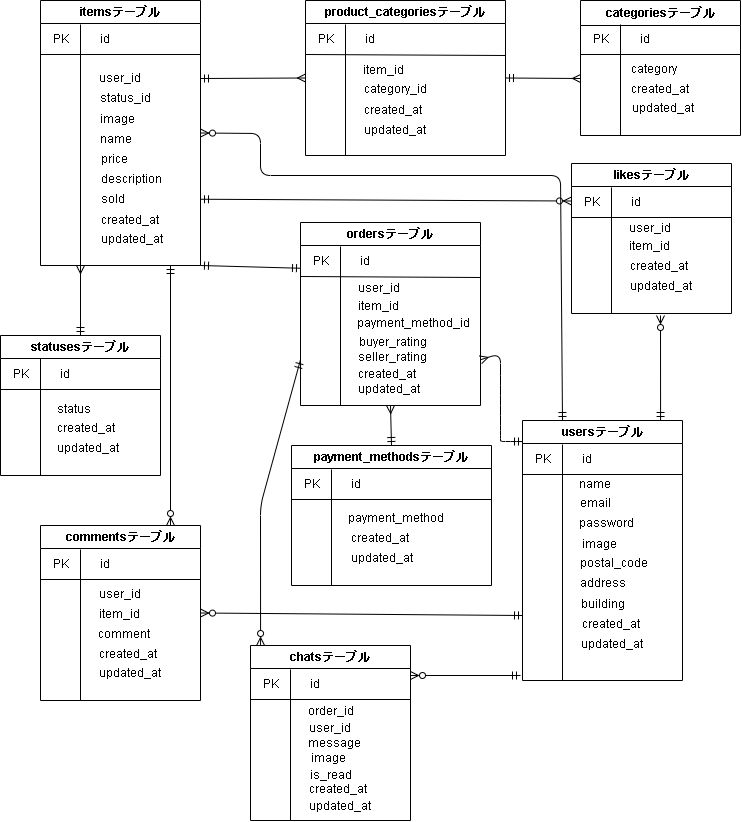 itemsテーブル
PK id
user_id
status_id
image
name
price
description
sold
created_at
updated_at
product_categoriesテーブル
PK id
item_id
category_id
created_at
updated_at
categoriesテーブル
PK id
category
created_at
updated_at
likesテーブル
PK id
user_id
item_id
created_at
updated_at
ordersテーブル
PK id
user_id
item_id
payment_method_id
buyer_rating
seller_rating
created_at
updated_at
statusesテーブル
PK id
status
created_at
updated_at
payment_methodsテーブル
PK id
payment_method
created_at
updated_at
usersテーブル
PK id
name
email
password
image
postal_code
address
building
created_at
updated_at
commentsテーブル
PK id
user_id
item_id
comment
created_at
updated_at
chatsテーブル
PK id
order_id
user_id
message
image
is_read
created_at
updated_at